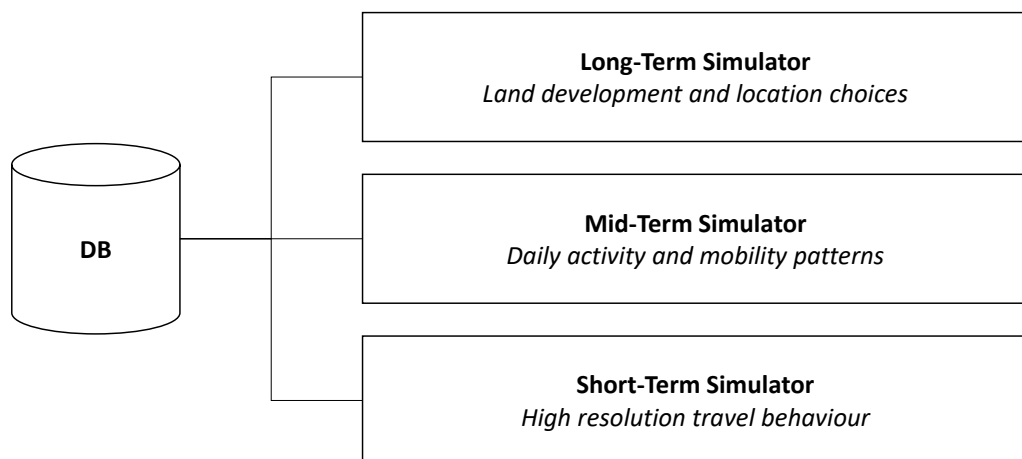 Long-Term Simulator
Land development and location choices
DB
Mid-Term Simulator
Daily activity and mobility patterns
Short-Term Simulator
High resolution travel behaviour